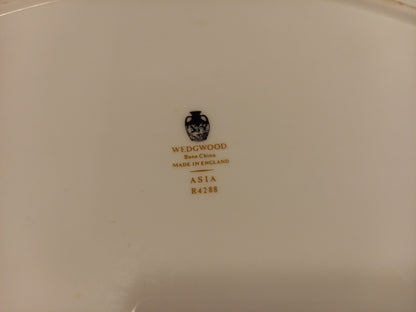 WEDGWOOD
Bone China
MADE IN ENGLAND
ASIA
R4288